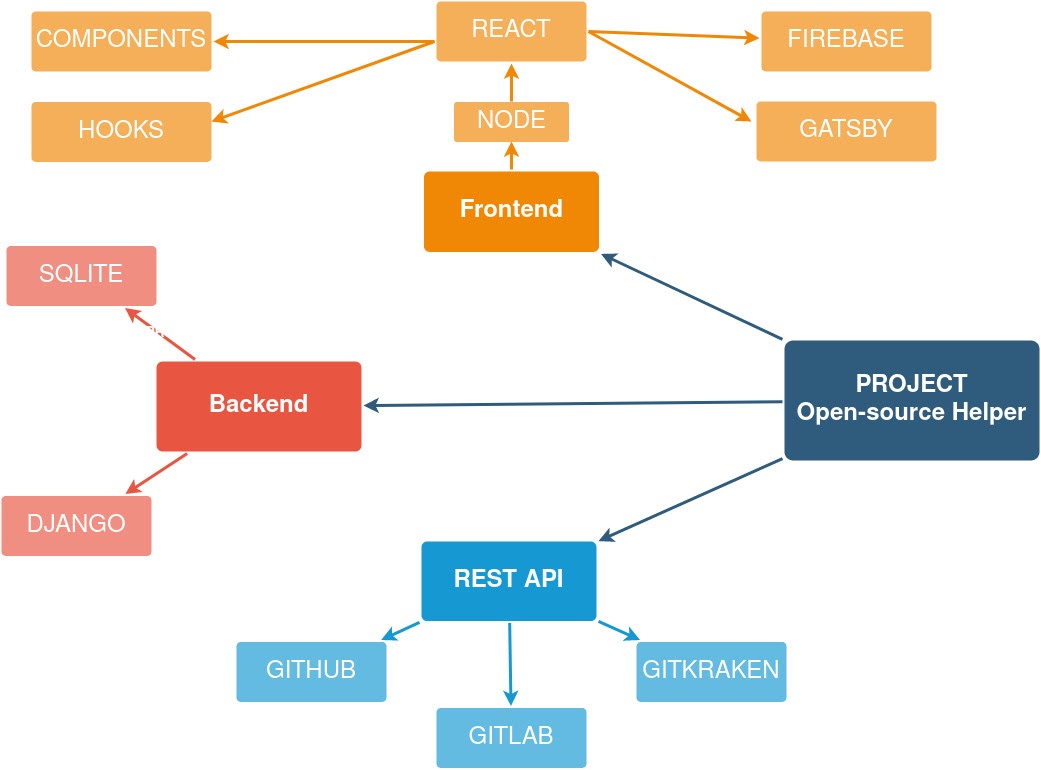 COMPONENTS
REACT
FIREBASE
HOOKS
NODE
GATSBY
Frontend
SQLITE
PROJECT
Open-source Helper
Backend
DJANGO
REST API
GITHUB
GITKRAKEN
GITLAB